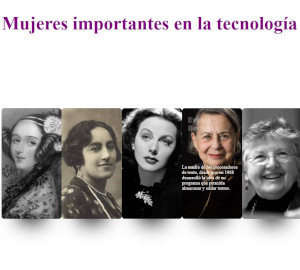 Mujeres importantes en la tecnología
La madre de los procesadores
de texto, desde que en 1968
desarrolló la idea de un
programa que permitía
almacenar y editar textos.